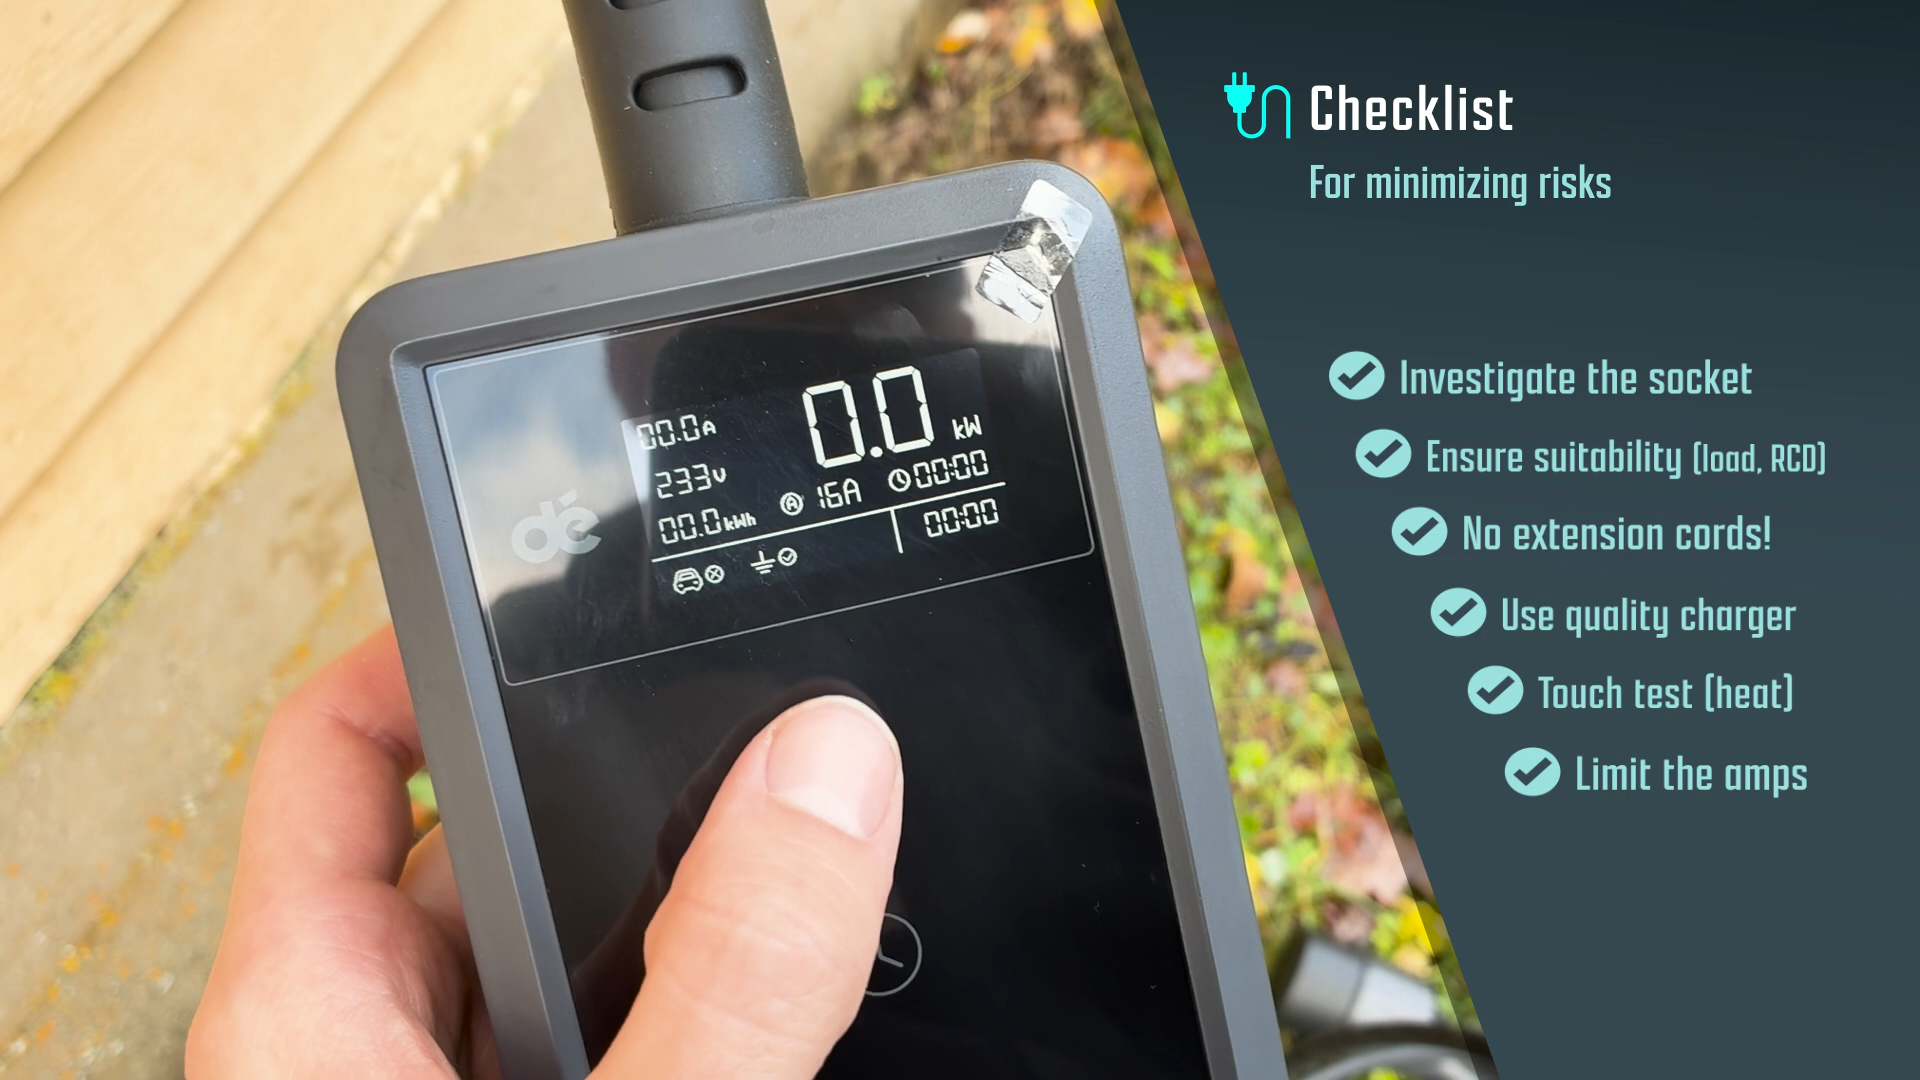 00.0A
0.0 kW
233V
A 16A
00:00
00.0kWh
00:00
dé
Checklist
For minimizing risks
Investigate the socket
Ensure suitability (load, RCD)
No extension cords!
Use quality charger
Touch test (heat)
Limit the amps